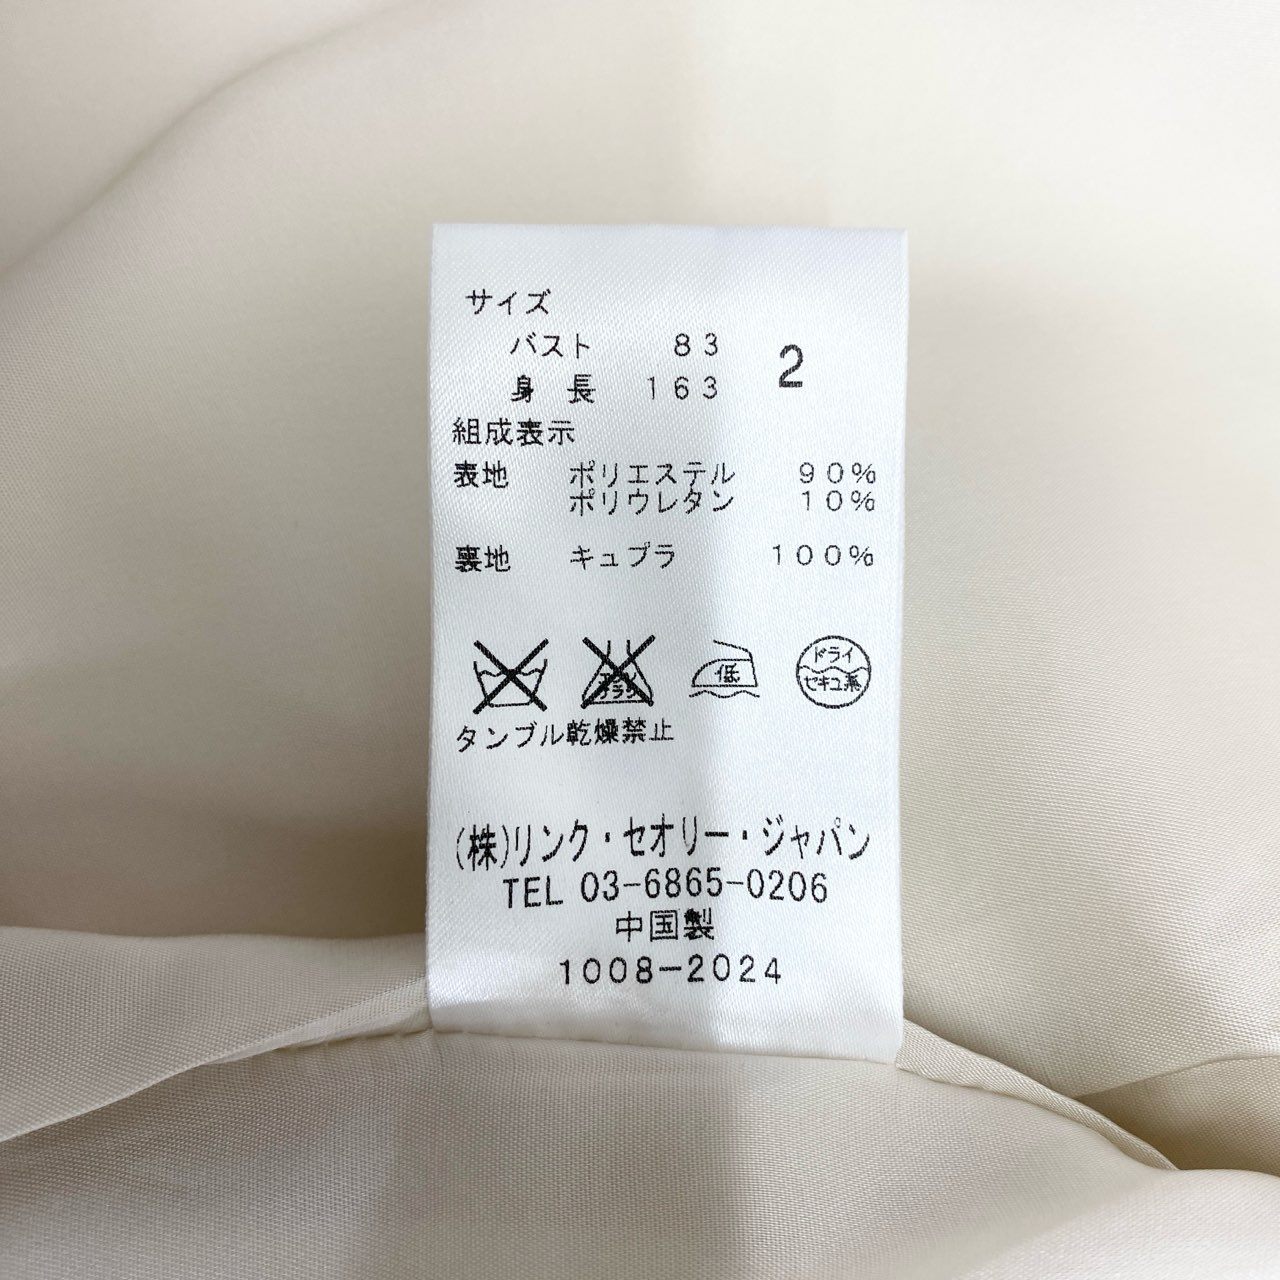 サイズ
バスト 83 2
身長 163
組成表示
表地 ポリエステル 90%
ポリウレタン 10%
裏地 キュプラ 100%
低 ドライ
セキユ系
タンブル乾燥禁止
(株)リンク・セオリー・ジャパン
TEL 03-6865-0206
中国製
1008-2024